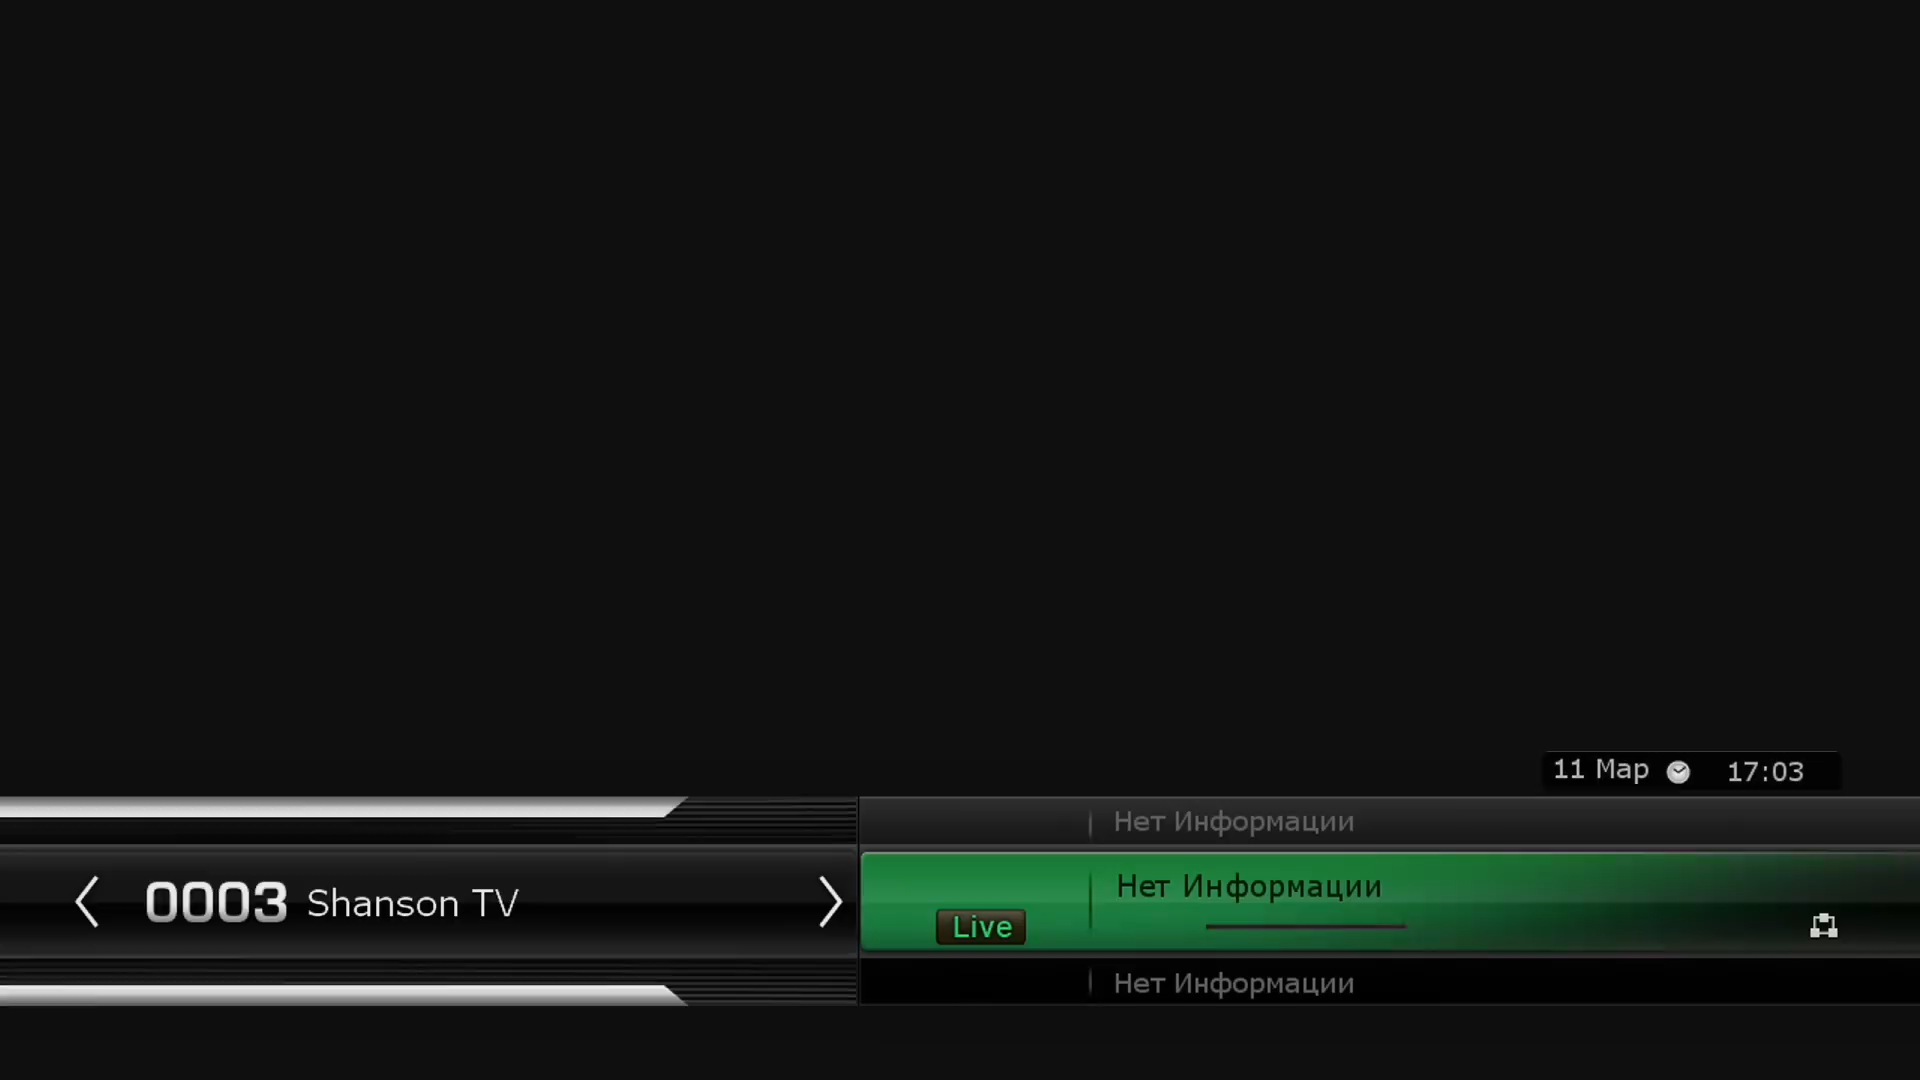 11 Мар 17:03
Нет Информации
0003 Shanson TV
Нет Информации
Live
Нет Информации